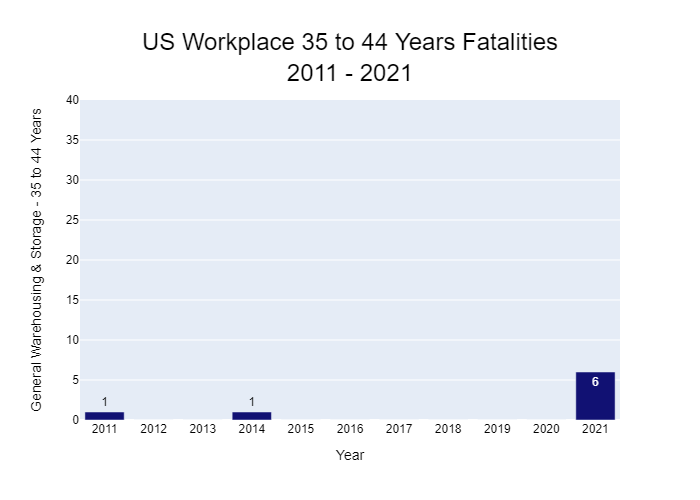 US Workplace 35 to 44 Years Fatalities
2011 - 2021
General Warehousing & Storage - 35 to 44 Years
40
35
30
25
20
15
10
5
0
1
1
6
2011 2012 2013 2014 2015 2016 2017 2018 2019 2020 2021
Year